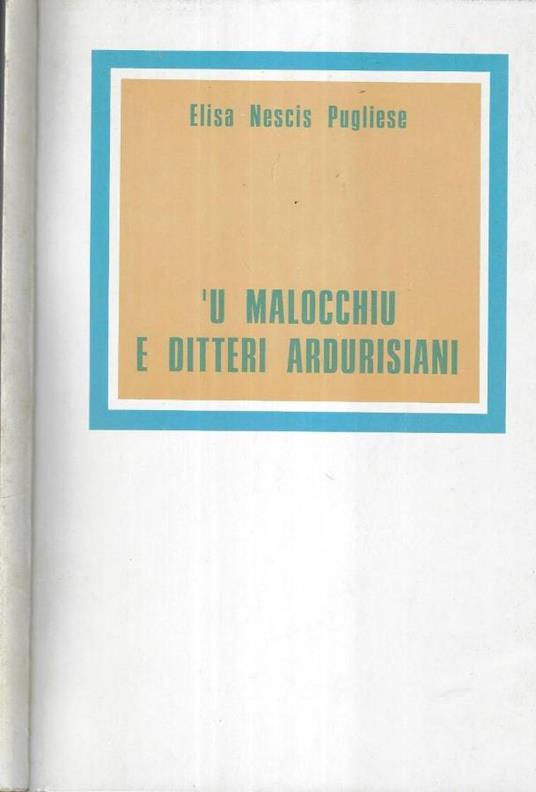 Elisa Nescis Pugliese
'U MALOCCHIU
E DITTERI ARDURISIANI